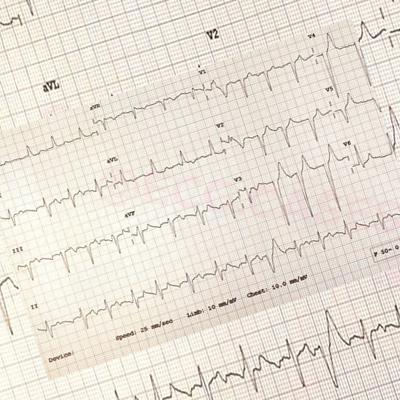 V2
aVL
V4
V1
aVR
V5
V2
aVL
V6
V3
aVF
III
II
F 50~ 0
Device: Speed: 25 mm/sec Limb: 10 mm/mV Chest: 10.0 mm/mV